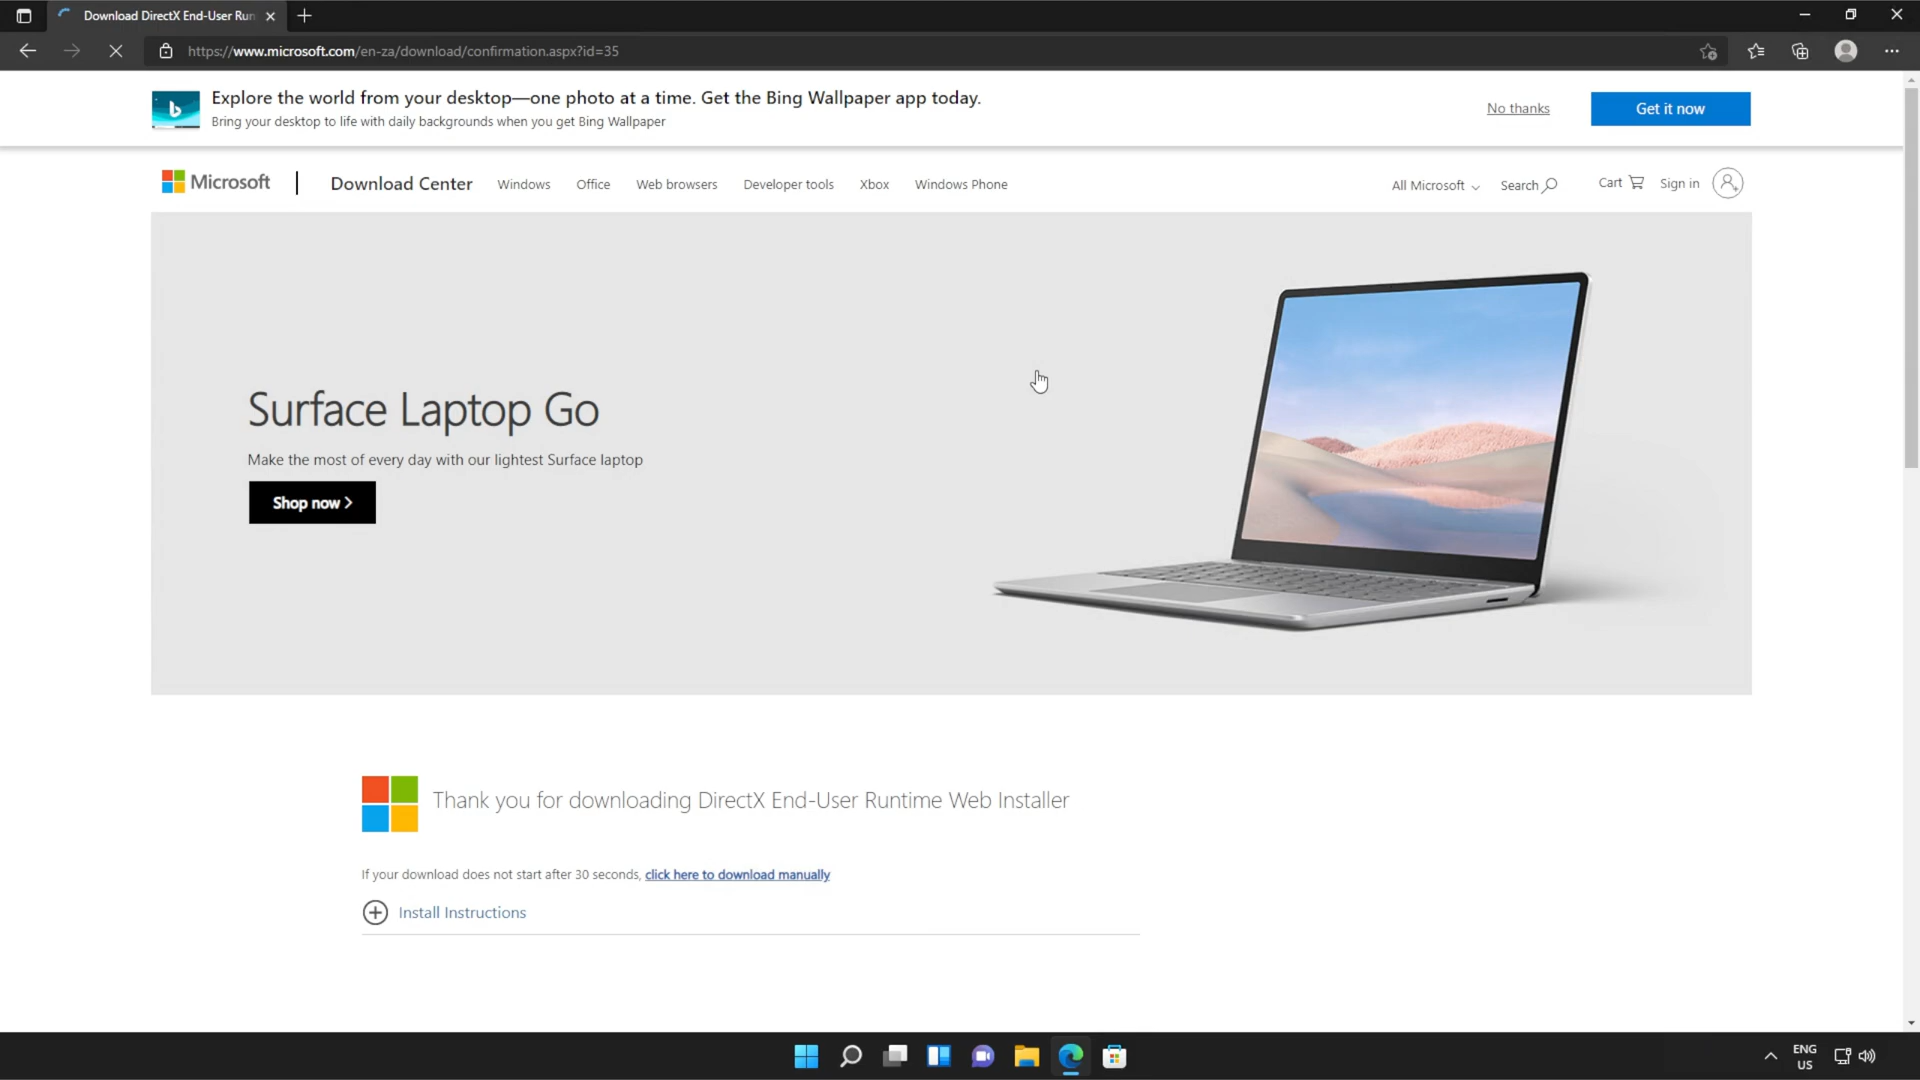 Download DirectX End-User Run
https://www.microsoft.com/en-za/download/confirmation.aspx?id=35
Explore the world from your desktop—one photo at a time. Get the Bing Wallpaper app today.
Bring your desktop to life with daily backgrounds when you get Bing Wallpaper
No thanks
Get it now
Microsoft
Download Center
Windows
Office
Web browsers
Developer tools
Xbox
Windows Phone
All Microsoft
Search
Cart
Sign in
Surface Laptop Go
Make the most of every day with our lightest Surface laptop
Shop now
Thank you for downloading DirectX End-User Runtime Web Installer
If your download does not start after 30 seconds, click here to download manually
Install Instructions
ENG
US